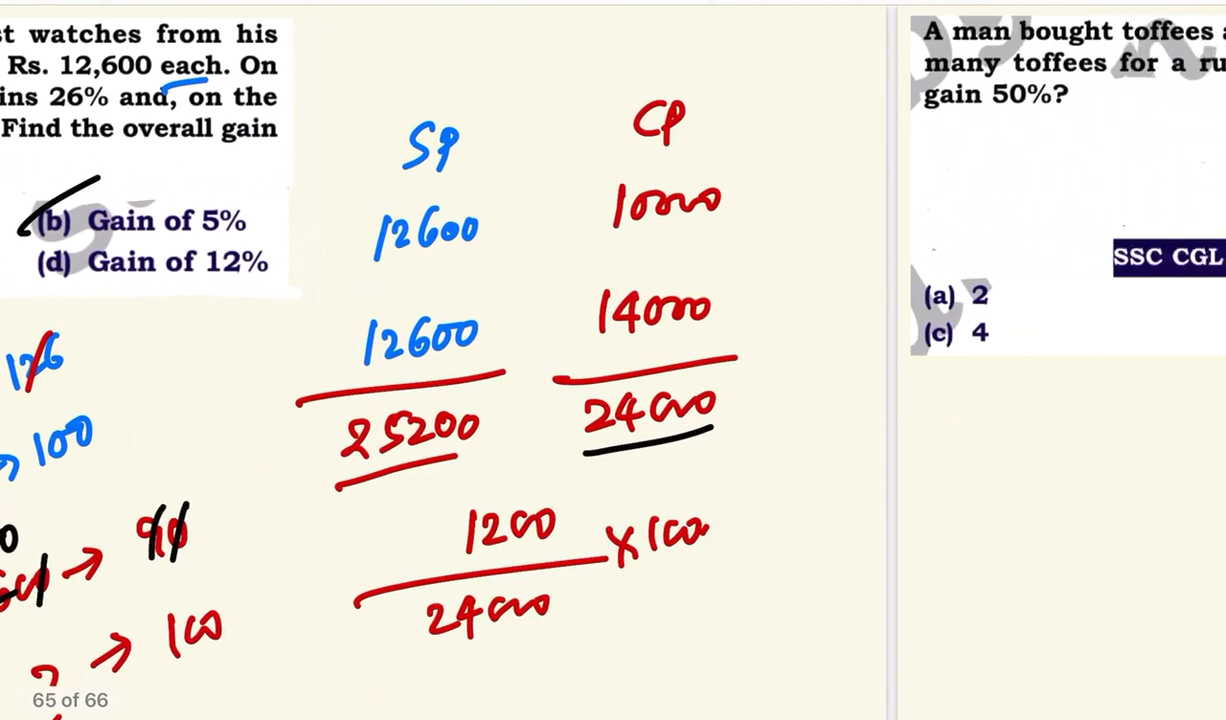 st watches from his
Rs. 12,600 each. On
ins 26% and, on the
Find the overall gain
(b) Gain of 5%
(d) Gain of 12%
126
100
90
→ 100
SP
12600
12600
25200
CP
10000
14000
24000
1200
× 100
24000
65 of 66
A man bought toffees a
many toffees for a ru
gain 50%?
SSC CGL
(a) 2
(c) 4